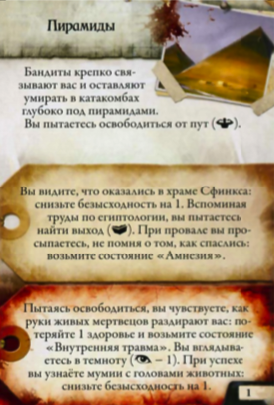 Пирамиды
Бандиты крепко свя-
зывают вас и оставляют
умирать в катакомбах
глубоко под пирамидами.
Вы пытаетесь освободиться от пут ( ).
Вы видите, что оказались в храме Сфинкса:
снизьте безысходность на 1. Вспоминая
труды по египтологии, вы пытаетесь
найти выход ( ). При провале вы про-
сыпаетесь, не помня о том, как спаслись:
возьмите состояние «Амнезия».
Пытаясь освободиться, вы чувствуете, как
руки живых мертвецов раздирают вас: по-
теряйте 1 здоровье и возьмите состояние
«Внутренняя травма». Вы вглядыва-
етесь в темноту ( – 1). При успехе
вы узнаёте мумии с головами животных:
снизьте безысходность на 1.
1